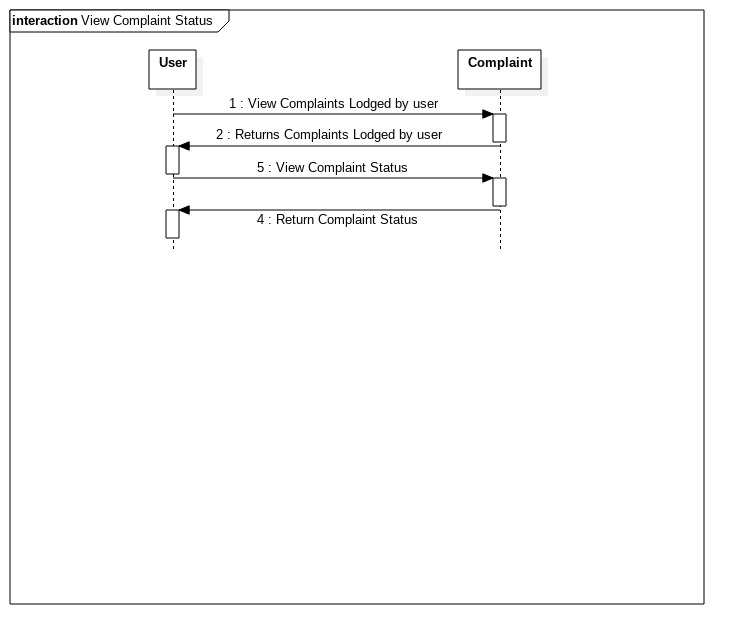 interaction View Complaint Status
User
Complaint
1 : View Complaints Lodged by user
2 : Returns Complaints Lodged by user
5 : View Complaint Status
4 : Return Complaint Status